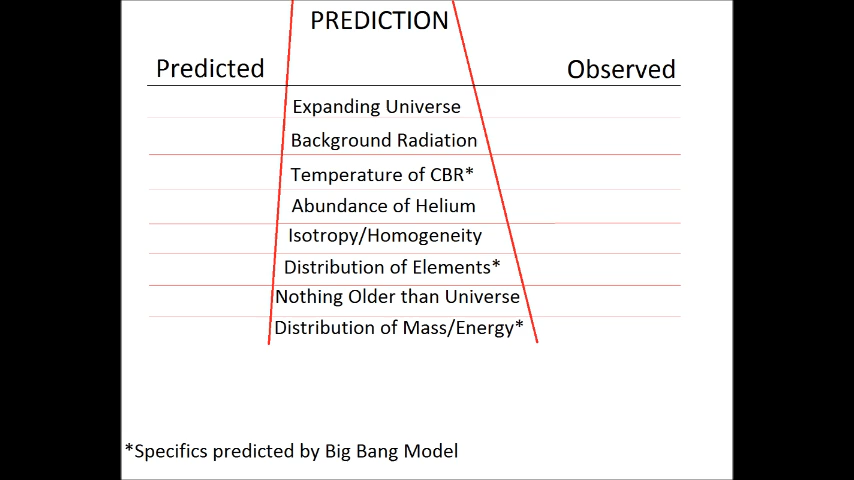 PREDICTION
Predicted
Observed
Expanding Universe
Background Radiation
Temperature of CBR*
Abundance of Helium
Isotropy/Homogeneity
Distribution of Elements*
Nothing Older than Universe
Distribution of Mass/Energy*
*Specifics predicted by Big Bang Model